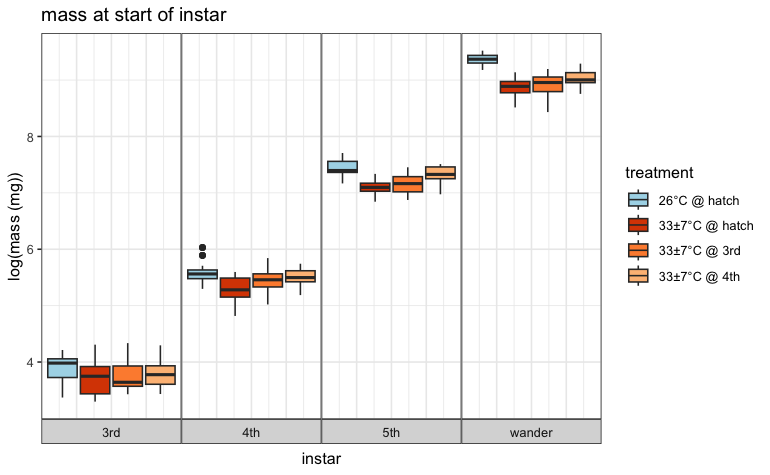 mass at start of instar
log(mass (mg))
8
6
4
3rd 4th 5th wander
instar
treatment
26°C @ hatch
33±7°C @ hatch
33±7°C @ 3rd
33±7°C @ 4th